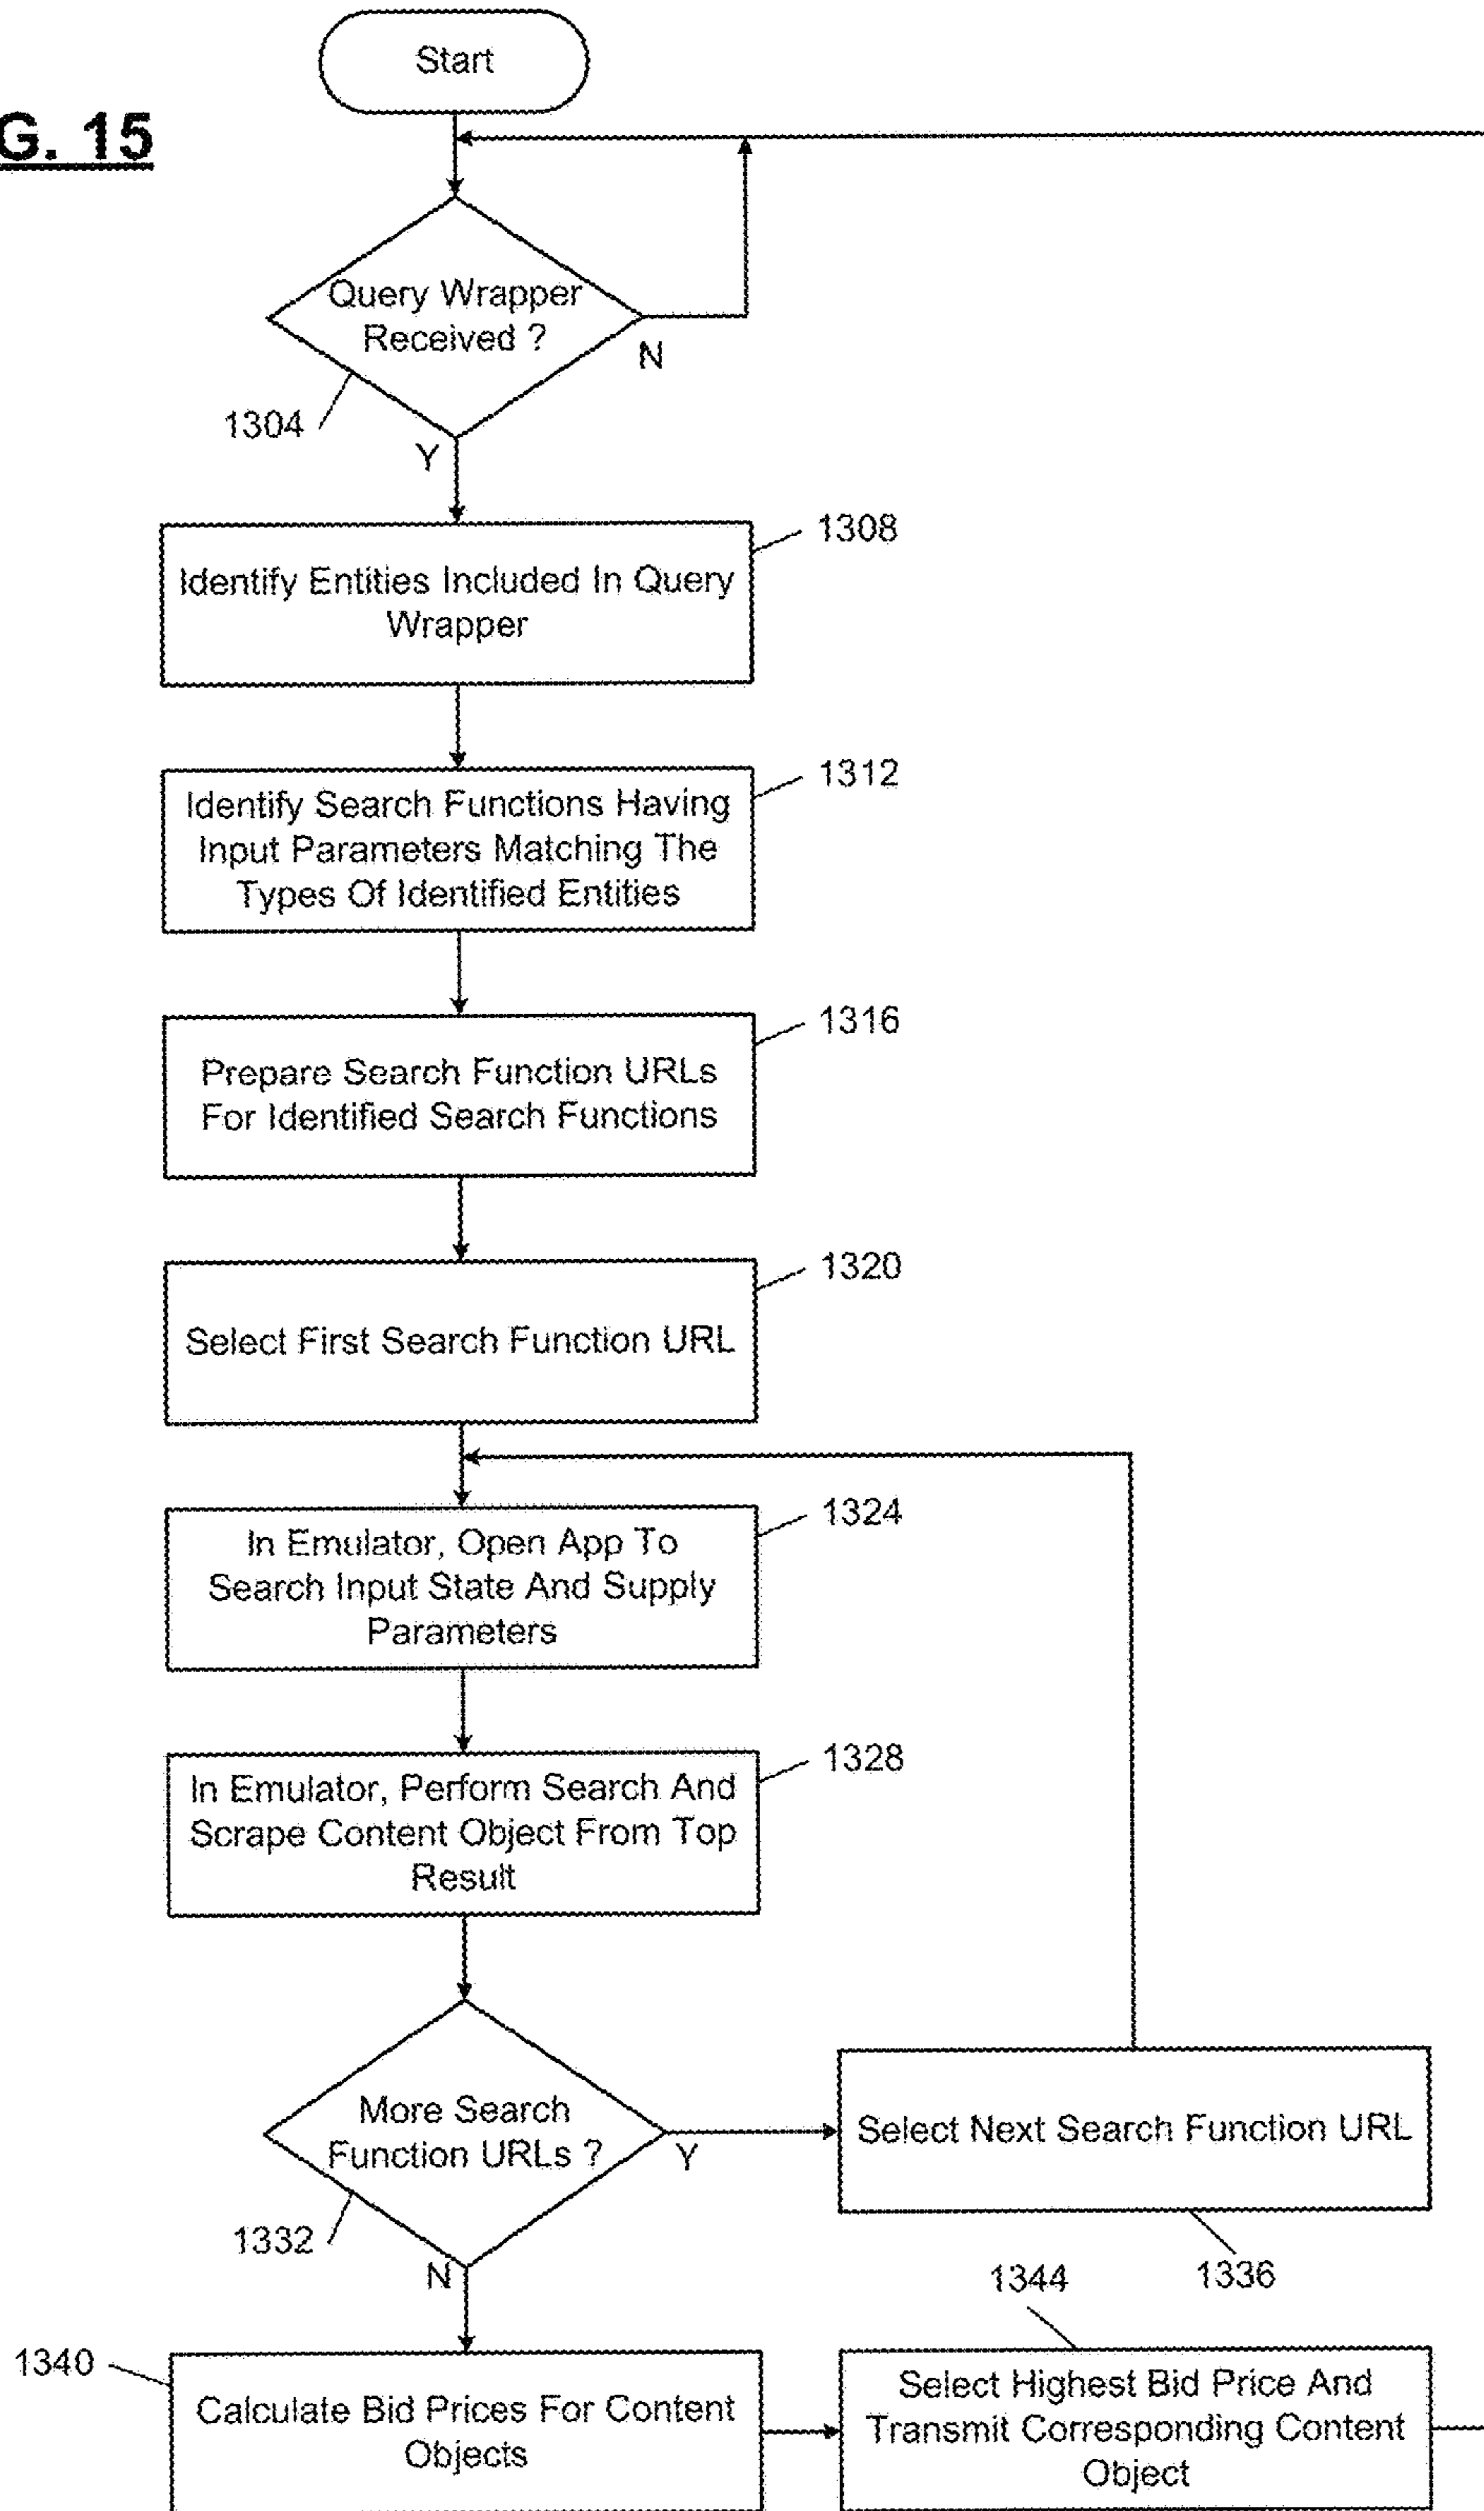 Start
G. 15
Query Wrapper
Received ?
N
1304
Y
1308
Identify Entities Included In Query
Wrapper
1312
Identify Search Functions Having
Input Parameters Matching The
Types Of Identified Entities
1316
Prepare Search Function URLs
For Identified Search Functions
1320
Select First Search Function URL
1324
In Emulator, Open App To
Search Input State And Supply
Parameters
1328
In Emulator, Perform Search And
Scrape Content Object From Top
Result
More Search
Function URLs ?
Y
Select Next Search Function URL
1332
N
1336
1344
1340
Calculate Bid Prices For Content
Objects
Select Highest Bid Price And
Transmit Corresponding Content
Object